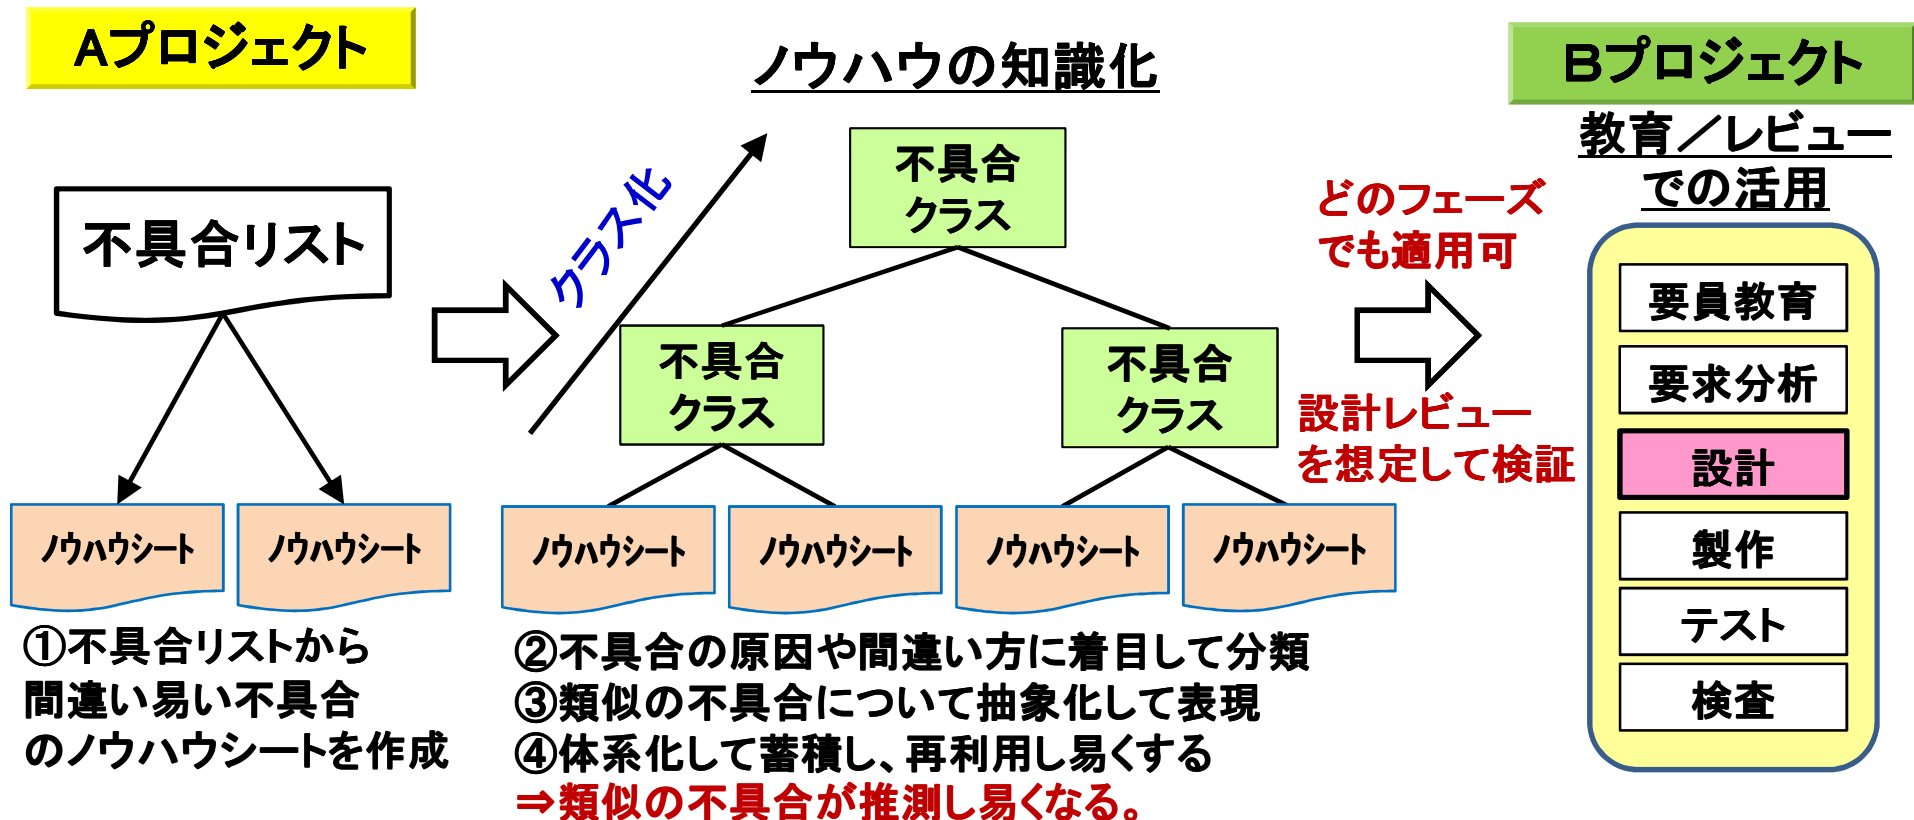 Aプロジェクト
不具合リスト
ノウハウシート
ノウハウシート
①不具合リストから
間違い易い不具合
のノウハウシートを作成
ノウハウの知識化
クラス化
不具合
クラス
不具合
クラス
不具合
クラス
ノウハウシート
ノウハウシート
ノウハウシート
ノウハウシート
②不具合の原因や間違い方に着目して分類
③類似の不具合について抽象化して表現
④体系化して蓄積し、再利用し易くする
⇒類似の不具合が推測し易くなる。
どのフェーズ
でも適用可
設計レビュー
を想定して検証
Bプロジェクト
教育／レビュー
での活用
要員教育
要求分析
設計
製作
テスト
検査